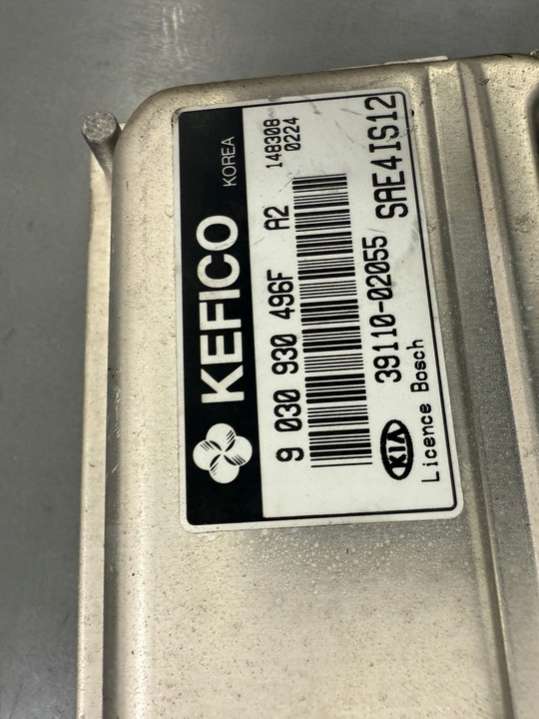 KEFICO KOREA
9 030 930 496F A2 148308
0224
39110-02055 SAE4IS12
KIA Licence Bosch